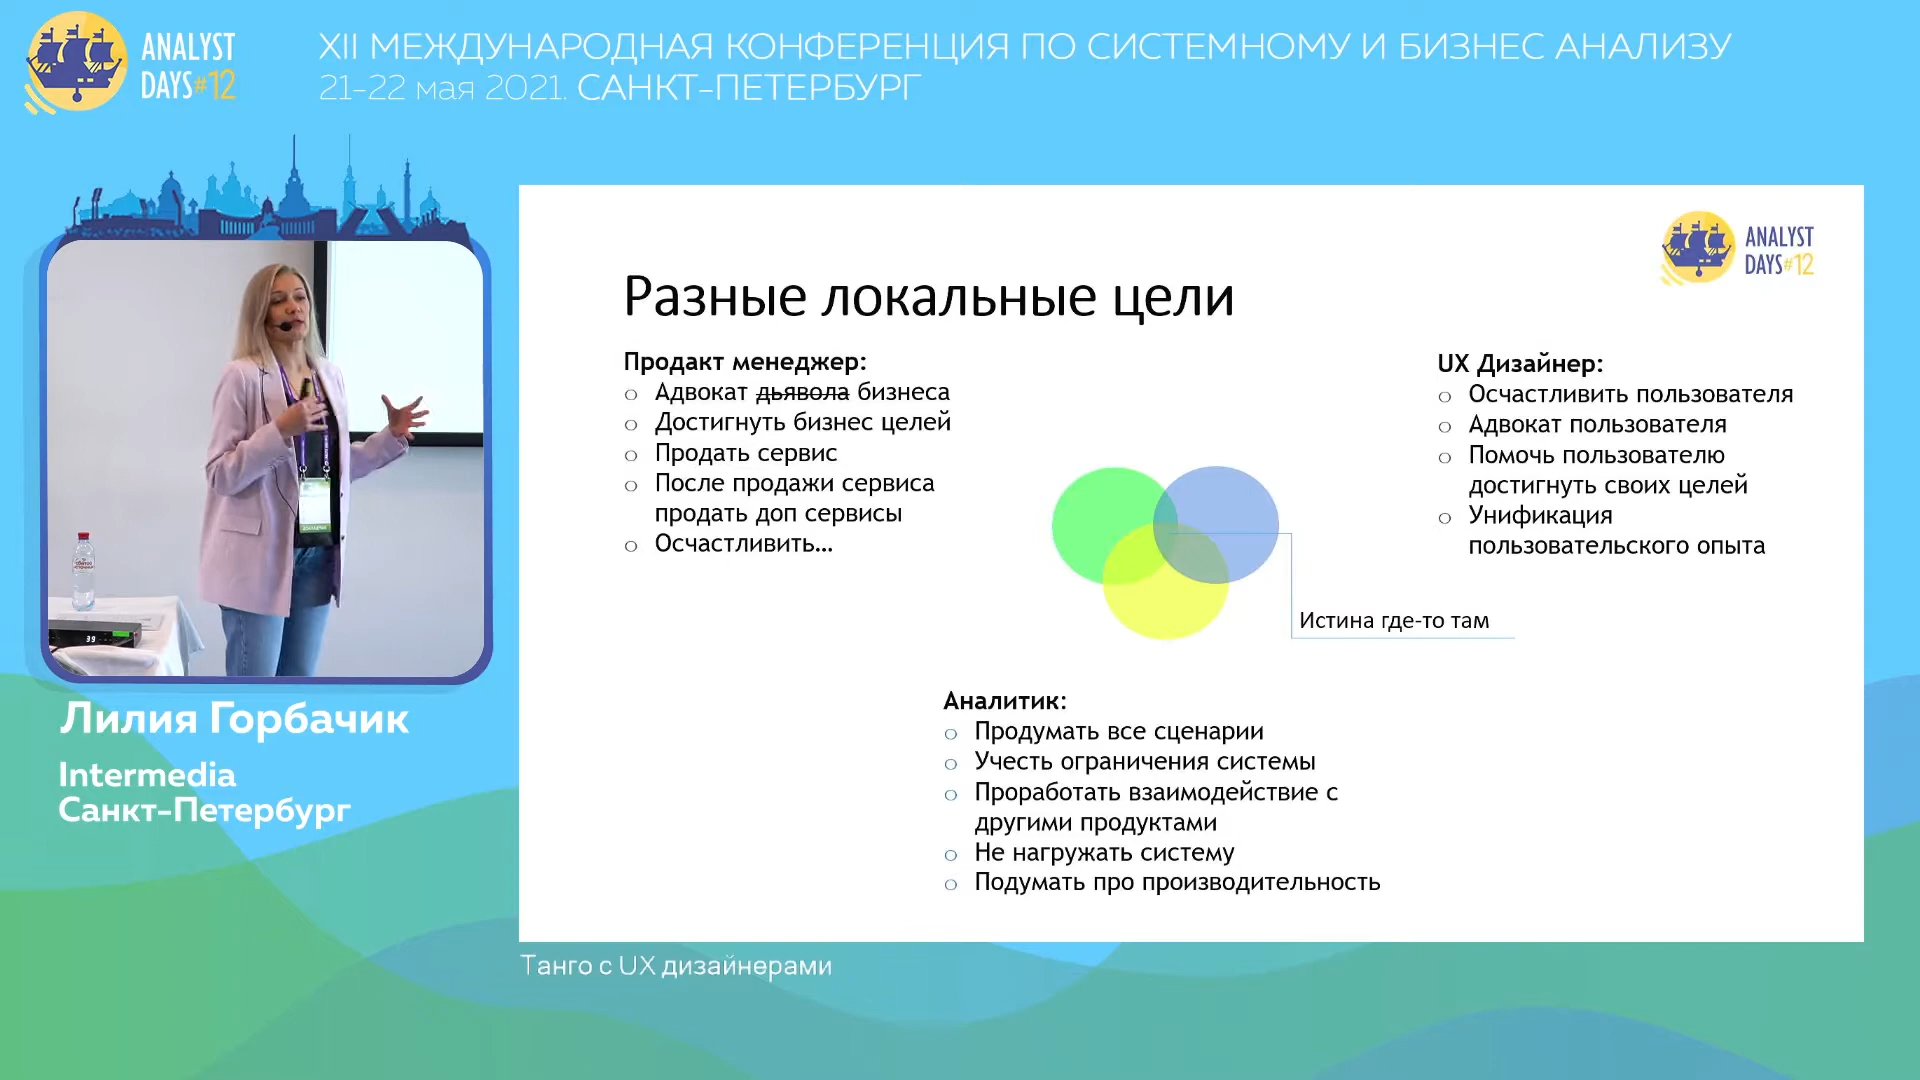 ANALYST
DAYS#12
XII МЕЖДУНАРОДНАЯ КОНФЕРЕНЦИЯ ПО СИСТЕМНОМУ И БИЗНЕС АНАЛИЗУ
21-22 мая 2021. САНКТ-ПЕТЕРБУРГ
ANALYST
DAYS#12
Разные локальные цели
Продакт менеджер:
Адвокат дьявола бизнеса
Достигнуть бизнес целей
Продать сервис
После продажи сервиса
продать доп сервисы
Осчастливить…
UX Дизайнер:
Осчастливить пользователя
Адвокат пользователя
Помочь пользователю
достигнуть своих целей
Унификация
пользовательского опыта
Истина где-то там
Аналитик:
Продумать все сценарии
Учесть ограничения системы
Проработать взаимодействие с
другими продуктами
Не нагружать систему
Подумать про производительность
39
Лилия Горбачик
Intermedia
Санкт-Петербург
Танго с UX дизайнерами